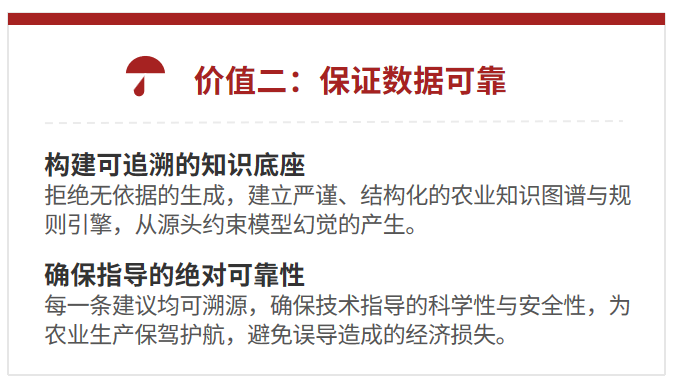 价值二：保证数据可靠
构建可追溯的知识底座
拒绝无依据的生成，建立严谨、结构化的农业知识图谱与规
则引擎，从源头约束模型幻觉的产生。
确保指导的绝对可靠性
每一条建议均可溯源，确保技术指导的科学性与安全性，为
农业生产保驾护航，避免误导造成的经济损失。